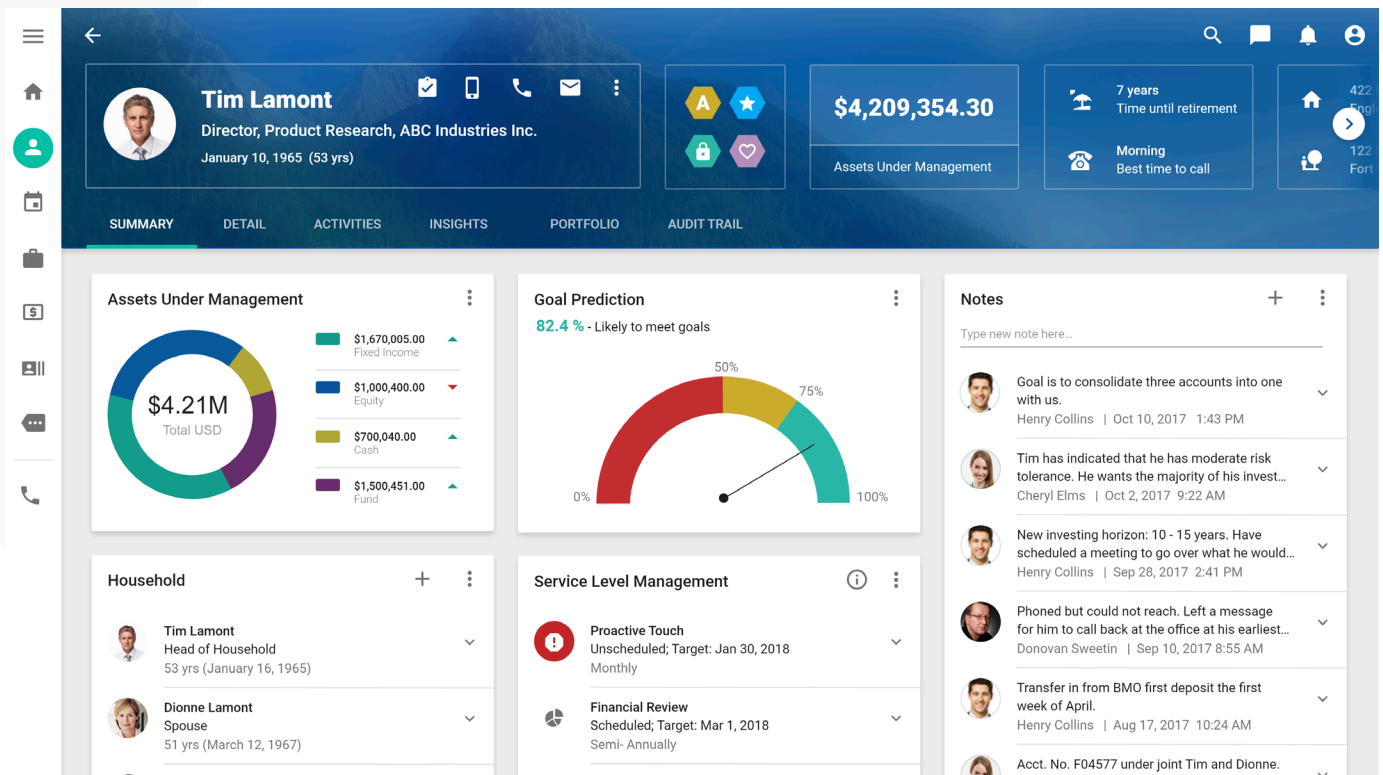 Tim Lamont
Director, Product Research, ABC Industries Inc.
January 10, 1965 (53 yrs)
A
$4,209,354.30
Assets Under Management
7 years
Time until retirement
Morning
Best time to call
422
122
Fort
SUMMARY
DETAIL
ACTIVITIES
INSIGHTS
PORTFOLIO
AUDIT TRAIL
Assets Under Management
$4.21M
Total USD
$1,670,005.00
Fixed Income
$1,000,400.00
Equity
$700,040.00
Cash
$1,500,451.00
Fund
Goal Prediction
82.4 % - Likely to meet goals
0%
50%
75%
100%
Notes
Type new note here...
Goal is to consolidate three accounts into one
with us.
Henry Collins | Oct 10, 2017 1:43 PM
Tim has indicated that he has moderate risk
tolerance. He wants the majority of his invest...
Cheryl Elms | Oct 2, 2017 9:22 AM
New investing horizon: 10 - 15 years. Have
scheduled a meeting to go over what he would...
Henry Collins | Sep 28, 2017 2:41 PM
Phoned but could not reach. Left a message
for him to call back at the office at his earliest...
Donovan Sweetin | Sep 10, 2017 8:55 AM
Transfer in from BMO first deposit the first
week of April.
Henry Collins | Aug 17, 2017 10:24 AM
Acct. No. F04577 under joint Tim and Dionne.
Household
Tim Lamont
Head of Household
53 yrs (January 16, 1965)
Dionne Lamont
Spouse
51 yrs (March 12, 1967)
Service Level Management
Proactive Touch
Unscheduled; Target: Jan 30, 2018
Monthly
Financial Review
Scheduled; Target: Mar 1, 2018
Semi- Annually